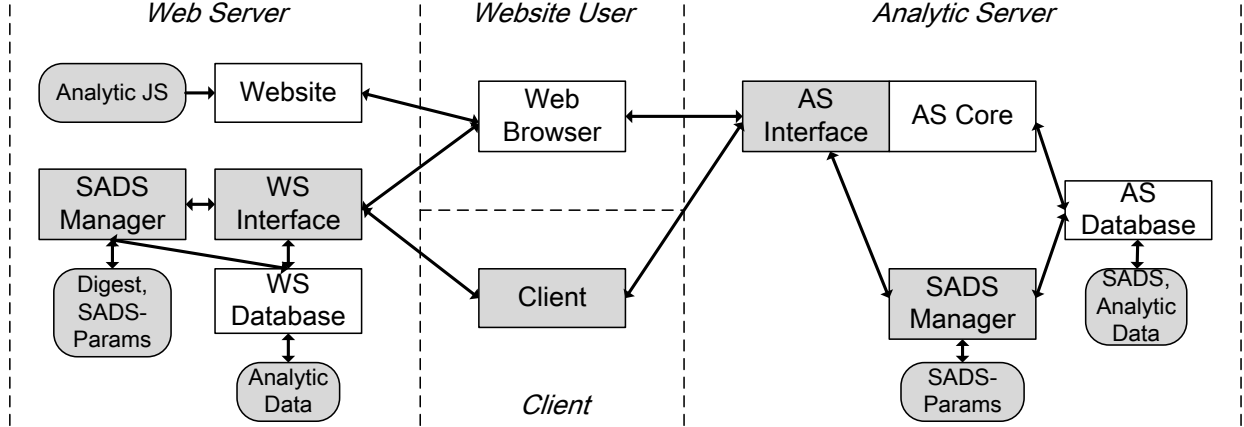 Web Server
Website User
Analytic Server
Analytic JS
Website
Web
Browser
AS
Interface
AS Core
SADS
Manager
WS
Interface
AS
Database
Digest,
SADS-
Params
WS
Database
Client
SADS
Manager
SADS,
Analytic
Data
Analytic
Data
SADS-
Params
Client